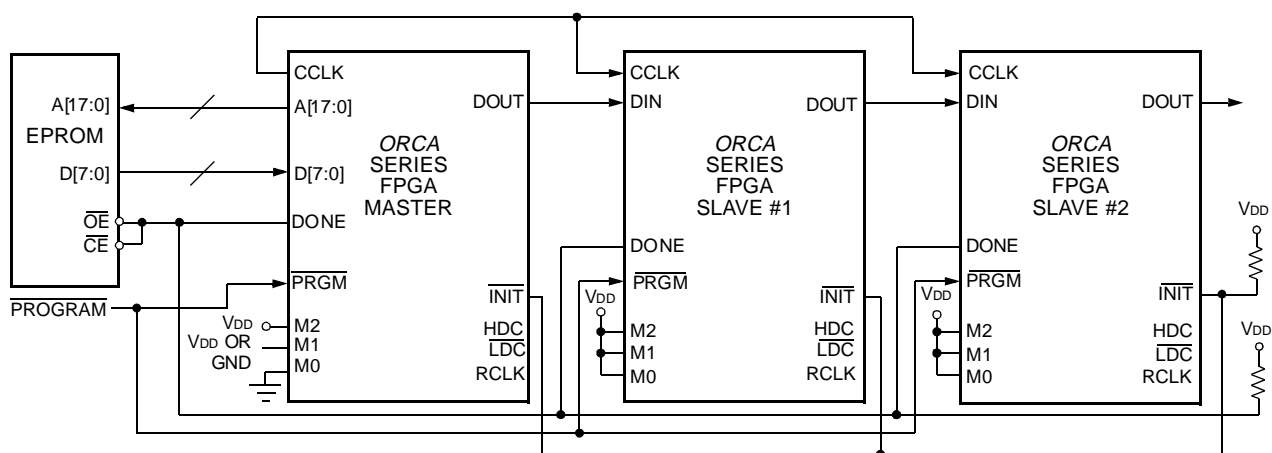 A[17:0]
EPROM
D[7:0]
OE
CE
PROGRAM
CCLK
A[17:0]
DOUT
ORCA
SERIES
FPGA
MASTER
D[7:0]
DONE
PRGM
INIT
VDD
M2
HDC
VDD OR
M1
LDC
GND
M0
RCLK
CCLK
DIN
DOUT
ORCA
SERIES
FPGA
SLAVE #1
DONE
PRGM
VDD
INIT
M2
HDC
M1
LDC
M0
RCLK
CCLK
DIN
DOUT
ORCA
SERIES
FPGA
SLAVE #2
DONE
PRGM
VDD
INIT
M2
HDC
M1
LDC
M0
RCLK
VDD
VDD